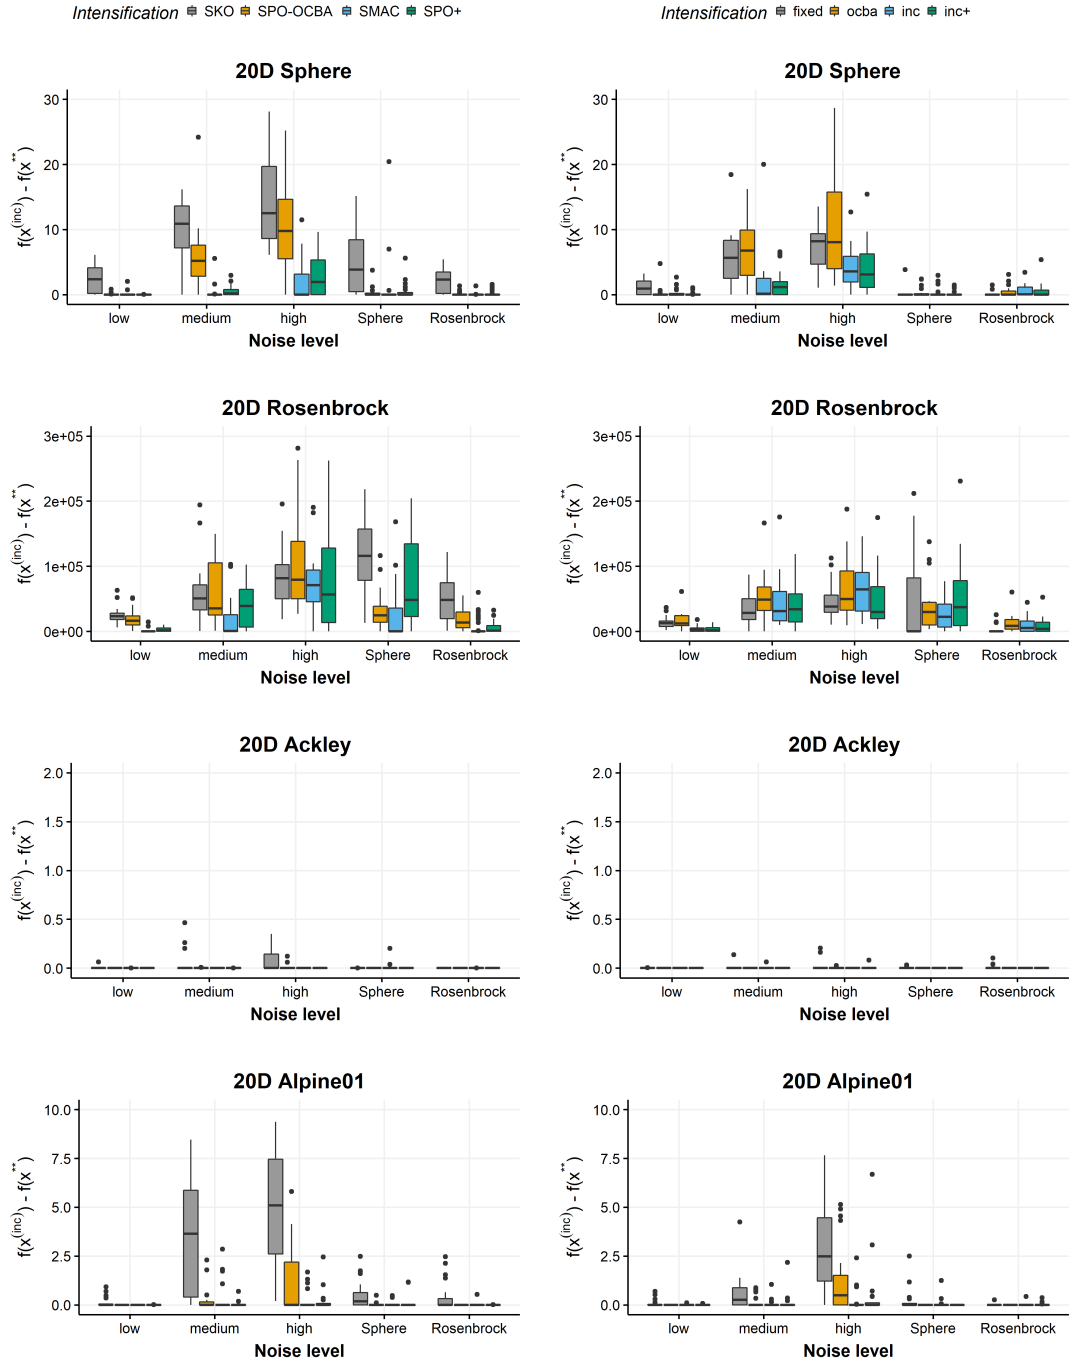 Intensification SKO SPO-OCBA SMAC SPO+
Intensification fixed ocba inc inc+
20D Sphere
f(x^(inc)) - f(x^**)
30
20
10
0
low medium high Sphere Rosenbrock
Noise level
20D Sphere
f(x^(inc)) - f(x^**)
30
20
10
0
low medium high Sphere Rosenbrock
Noise level
20D Rosenbrock
f(x^(inc)) - f(x^**)
3e+05
2e+05
1e+05
0e+00
low medium high Sphere Rosenbrock
Noise level
20D Rosenbrock
f(x^(inc)) - f(x^**)
3e+05
2e+05
1e+05
0e+00
low medium high Sphere Rosenbrock
Noise level
20D Ackley
f(x^(inc)) - f(x^**)
2.0
1.5
1.0
0.5
0.0
low medium high Sphere Rosenbrock
Noise level
20D Ackley
f(x^(inc)) - f(x^**)
2.0
1.5
1.0
0.5
0.0
low medium high Sphere Rosenbrock
Noise level
20D Alpine01
f(x^(inc)) - f(x^**)
10.0
7.5
5.0
2.5
0.0
low medium high Sphere Rosenbrock
Noise level
20D Alpine01
f(x^(inc)) - f(x^**)
10.0
7.5
5.0
2.5
0.0
low medium high Sphere Rosenbrock
Noise level